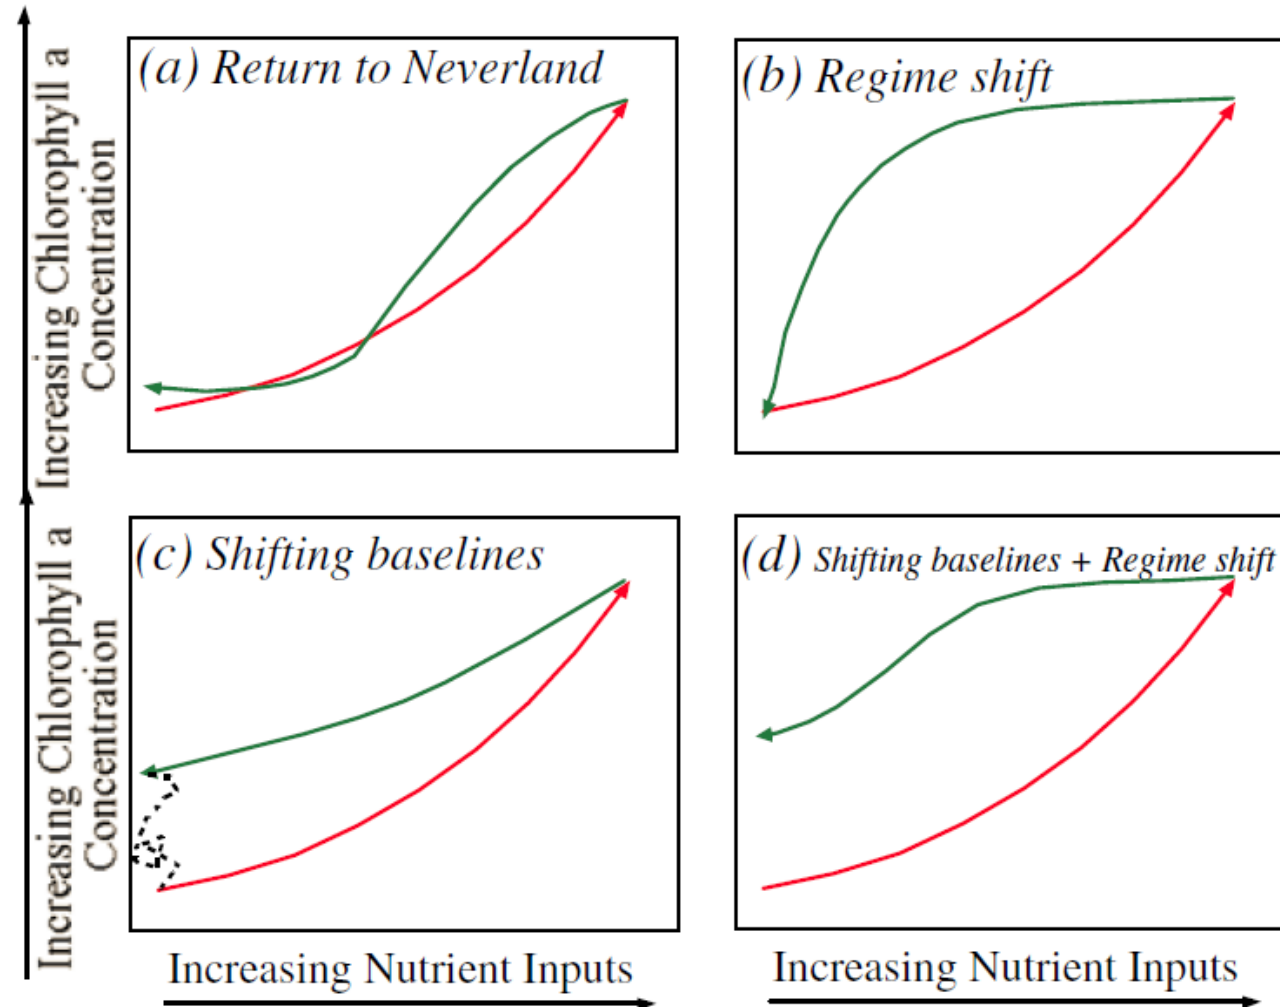 (a) Return to Neverland
(b) Regime shift
Increasing Chlorophyll a
Concentration
(c) Shifting baselines
(d) Shifting baselines + Regime shift
Increasing Chlorophyll a
Concentration
Increasing Nutrient Inputs
Increasing Nutrient Inputs